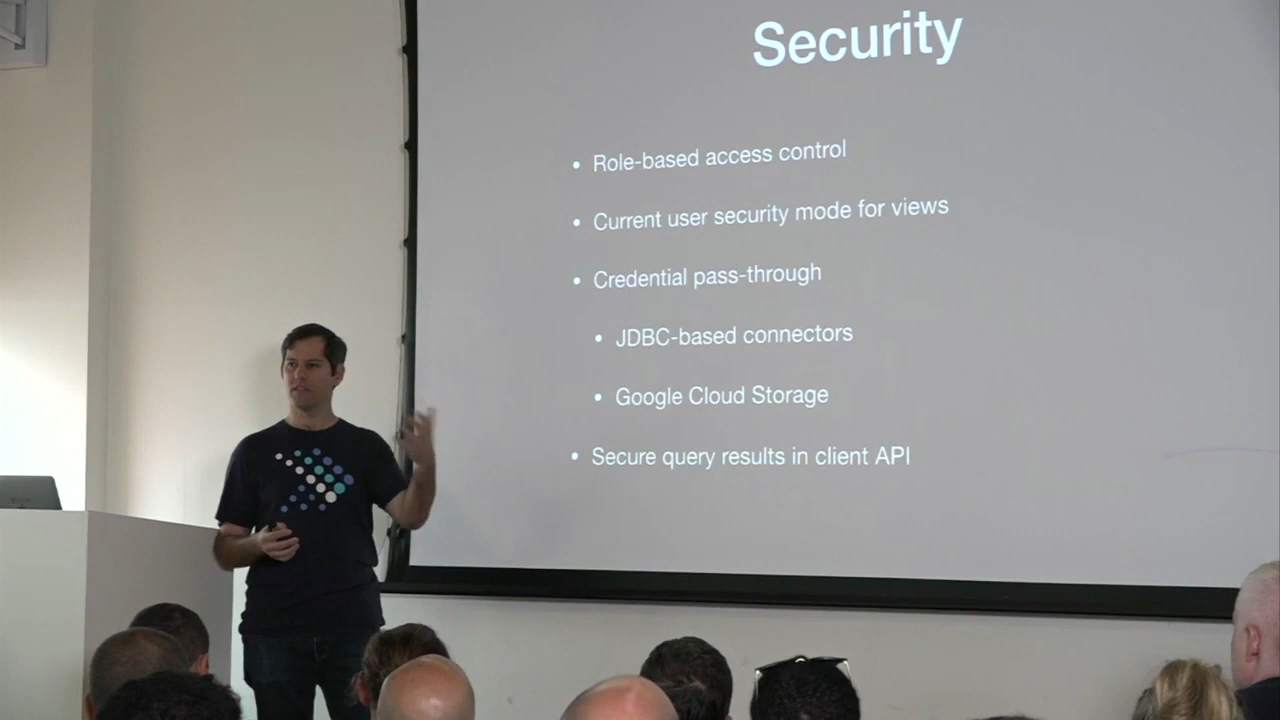 Security
• Role-based access control
• Current user security mode for views
• Credential pass-through
• JDBC-based connectors
• Google Cloud Storage
• Secure query results in client API